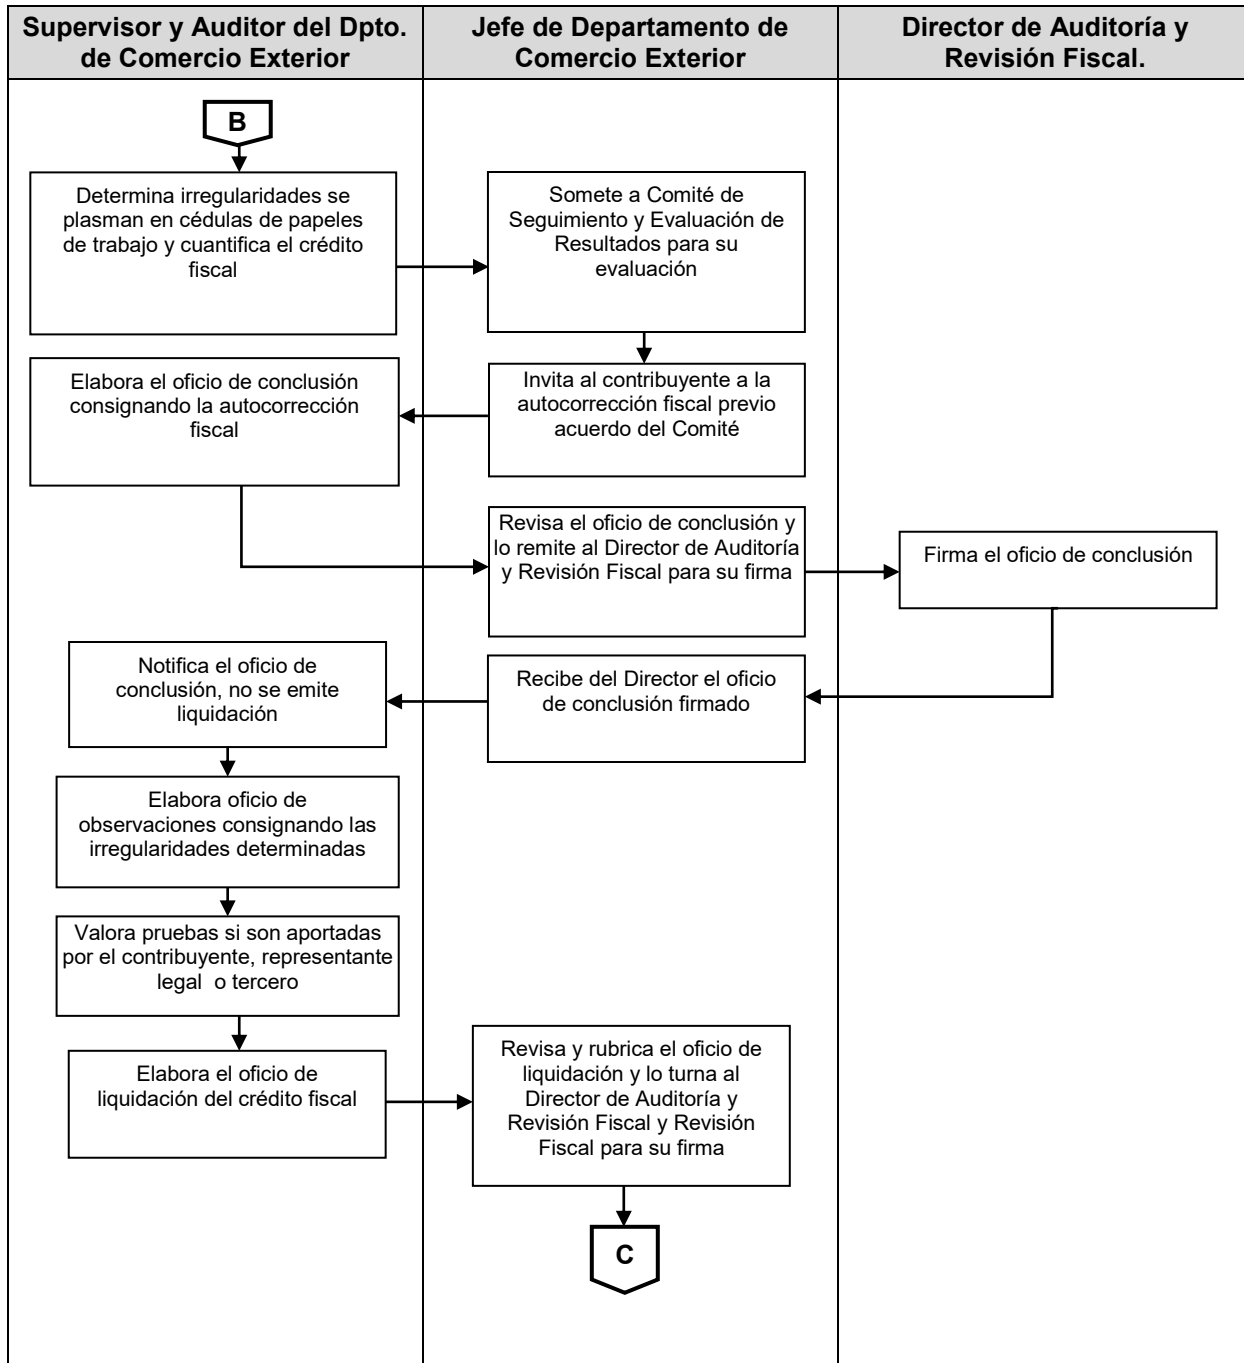 Supervisor y Auditor del Dpto.
de Comercio Exterior
Jefe de Departamento de
Comercio Exterior
Director de Auditoría y
Revisión Fiscal.
B
Determina irregularidades se
plasman en cédulas de papeles
de trabajo y cuantifica el crédito
fiscal
Somete a Comité de
Seguimiento y Evaluación de
Resultados para su
evaluación
Elabora el oficio de conclusión
consignando la autocorrección
fiscal
Invita al contribuyente a la
autocorrección fiscal previo
acuerdo del Comité
Revisa el oficio de conclusión y
lo remite al Director de Auditoría
y Revisión Fiscal para su firma
Firma el oficio de conclusión
Notifica el oficio de
conclusión, no se emite
liquidación
Recibe del Director el oficio
de conclusión firmado
Elabora oficio de
observaciones consignando las
irregularidades determinadas
Valora pruebas si son aportadas
por el contribuyente, representante
legal o tercero
Elabora el oficio de
liquidación del crédito fiscal
Revisa y rubrica el oficio de
liquidación y lo turna al
Director de Auditoría y
Revisión Fiscal y Revisión
Fiscal para su firma
C